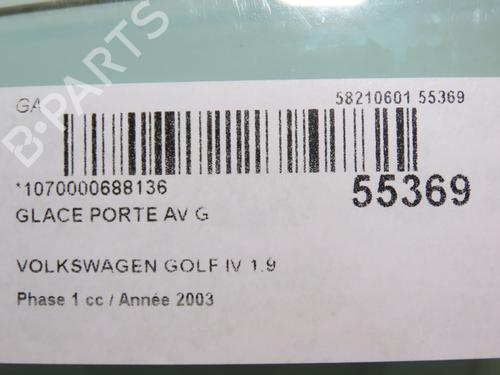 B-PARTS
GA
58210601 55369
*1070000688136
55369
GLACE PORTE AV G
VOLKSWAGEN GOLF IV 1.9
Phase 1 cc / Année 2003